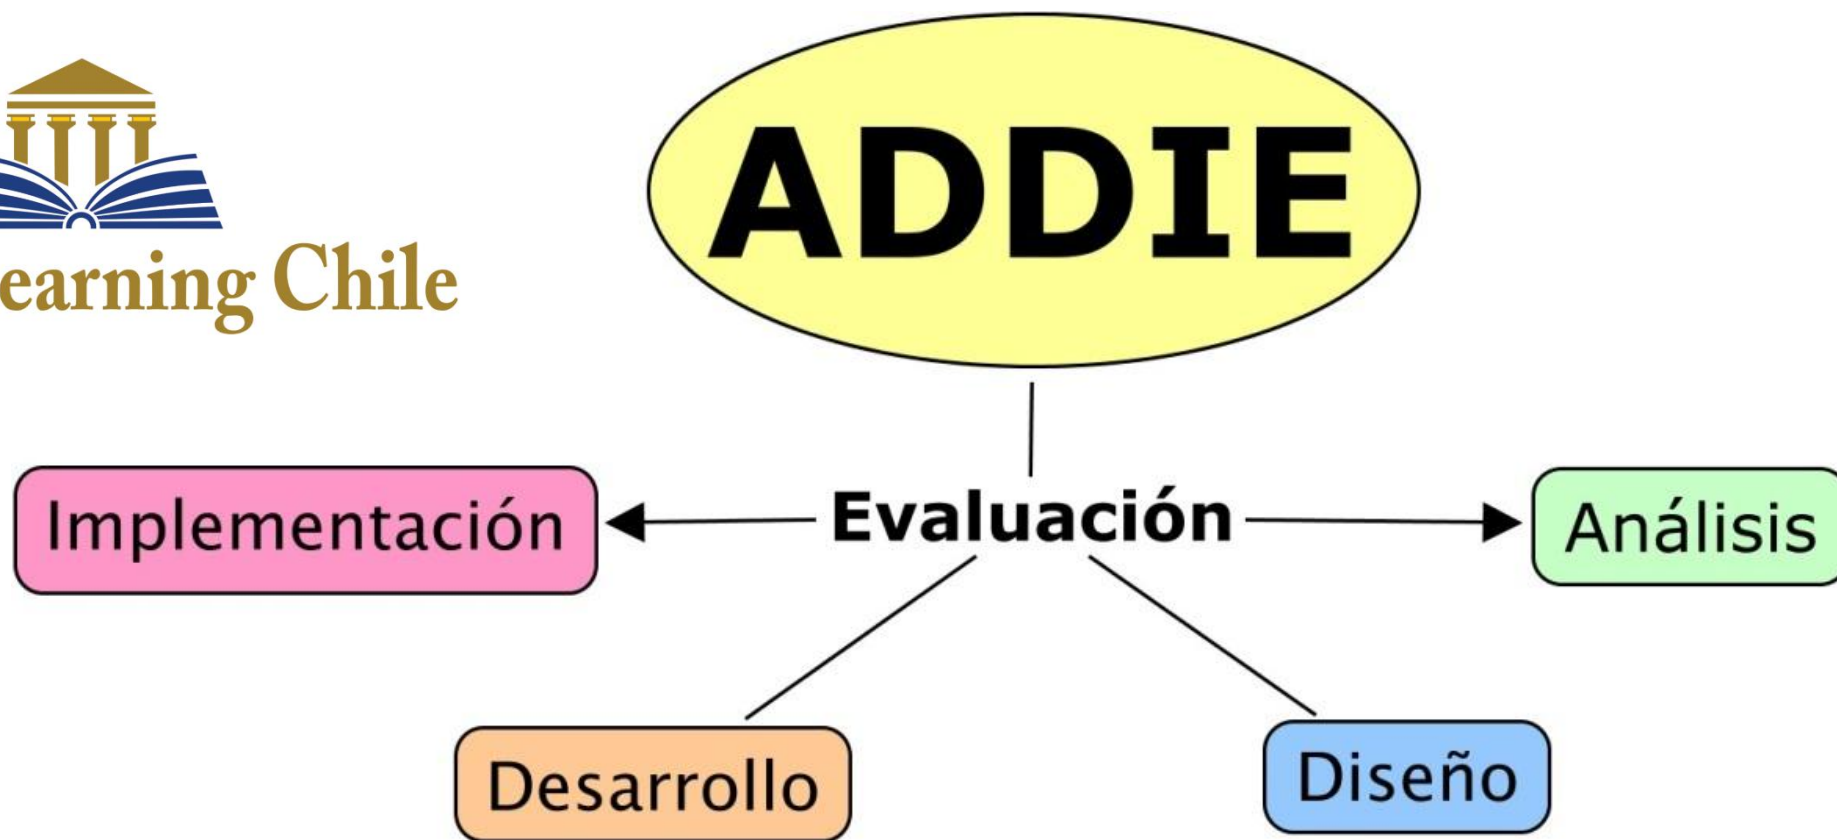 ADDIE
earning Chile
Implementación
Evaluación
Análisis
Desarrollo
Diseño